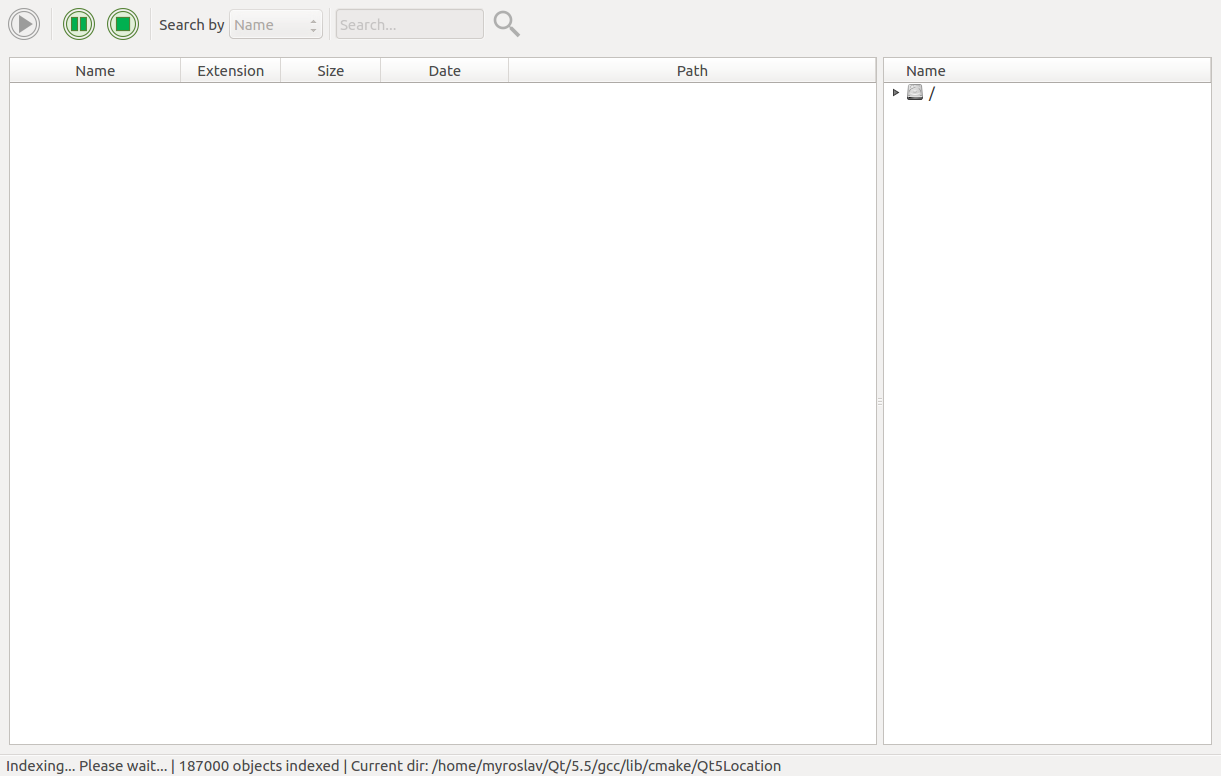 Search by Name Search...
Name Extension Size Date Path Name
/
Indexing... Please wait... | 187000 objects indexed | Current dir: /home/myroslav/Qt/5.5/gcc/lib/cmake/Qt5Location